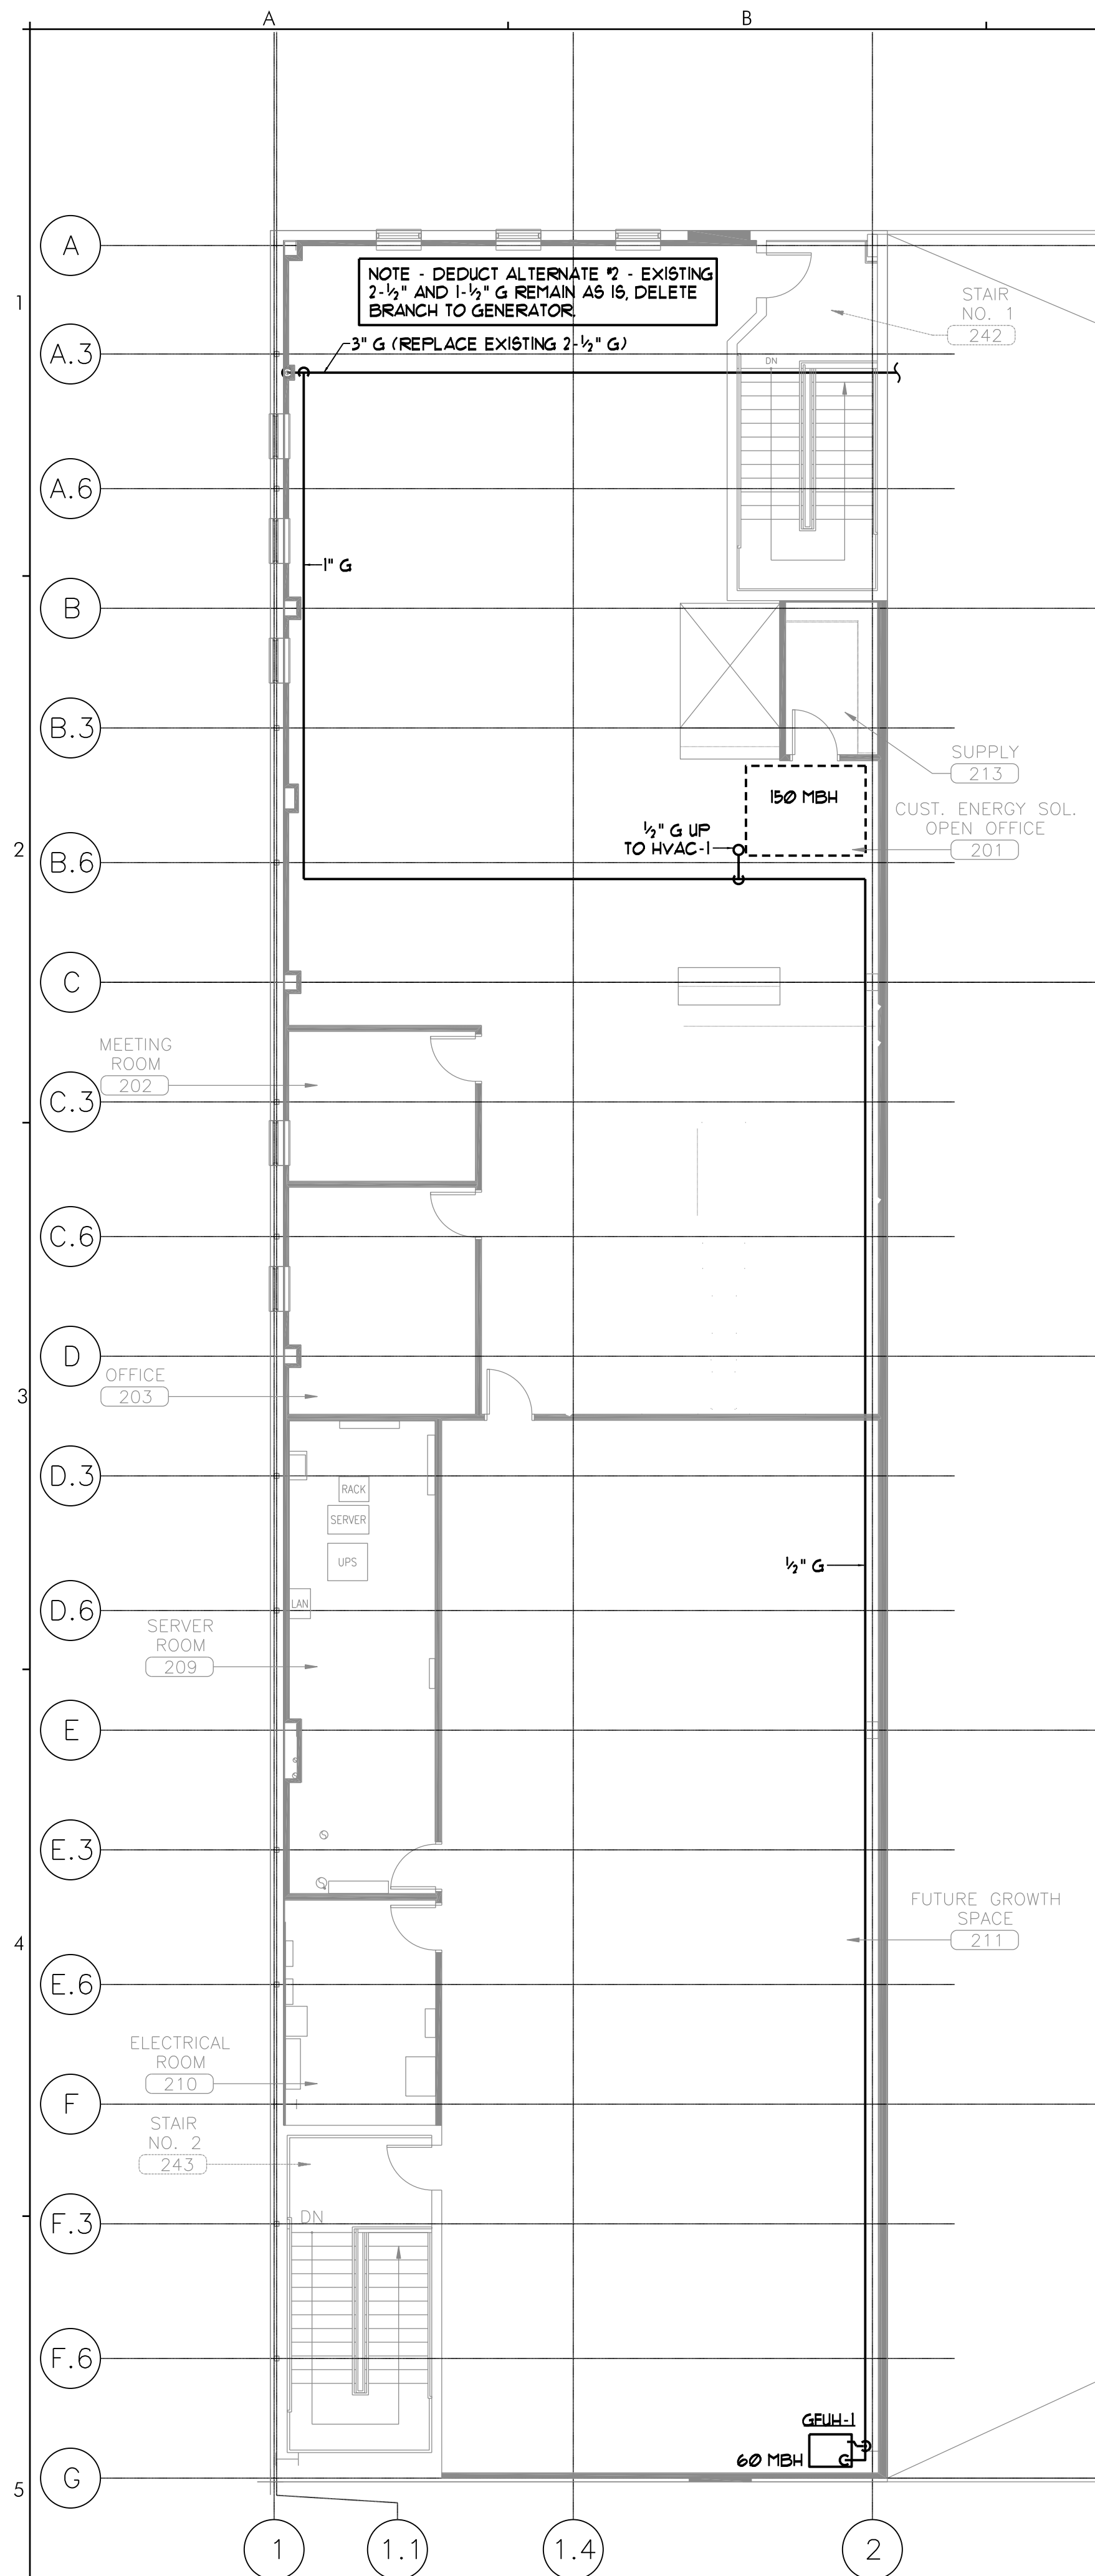 A
B
A
1
NOTE - DEDUCT ALTERNATE #2 - EXISTING
2-½" AND 1-½" G REMAIN AS IS, DELETE
BRANCH TO GENERATOR.
STAIR
NO. 1
242
A.3
3" G (REPLACE EXISTING 2-½" G)
DN
A.6
1" G
B
B.3
SUPPLY
213
150 MBH
CUST. ENERGY SOL.
OPEN OFFICE
201
½" G UP
TO HVAC-1
2
B.6
C
MEETING
ROOM
202
C.3
C.6
D
OFFICE
203
3
D.3
RACK
SERVER
UPS
½" G
LAN
D.6
SERVER
ROOM
209
E
E.3
FUTURE GROWTH
SPACE
211
4
E.6
ELECTRICAL
ROOM
210
F
STAIR
NO. 2
243
F.3
DN
F.6
GFUH-1
60 MBH
G
5
1
1.1
1.4
2